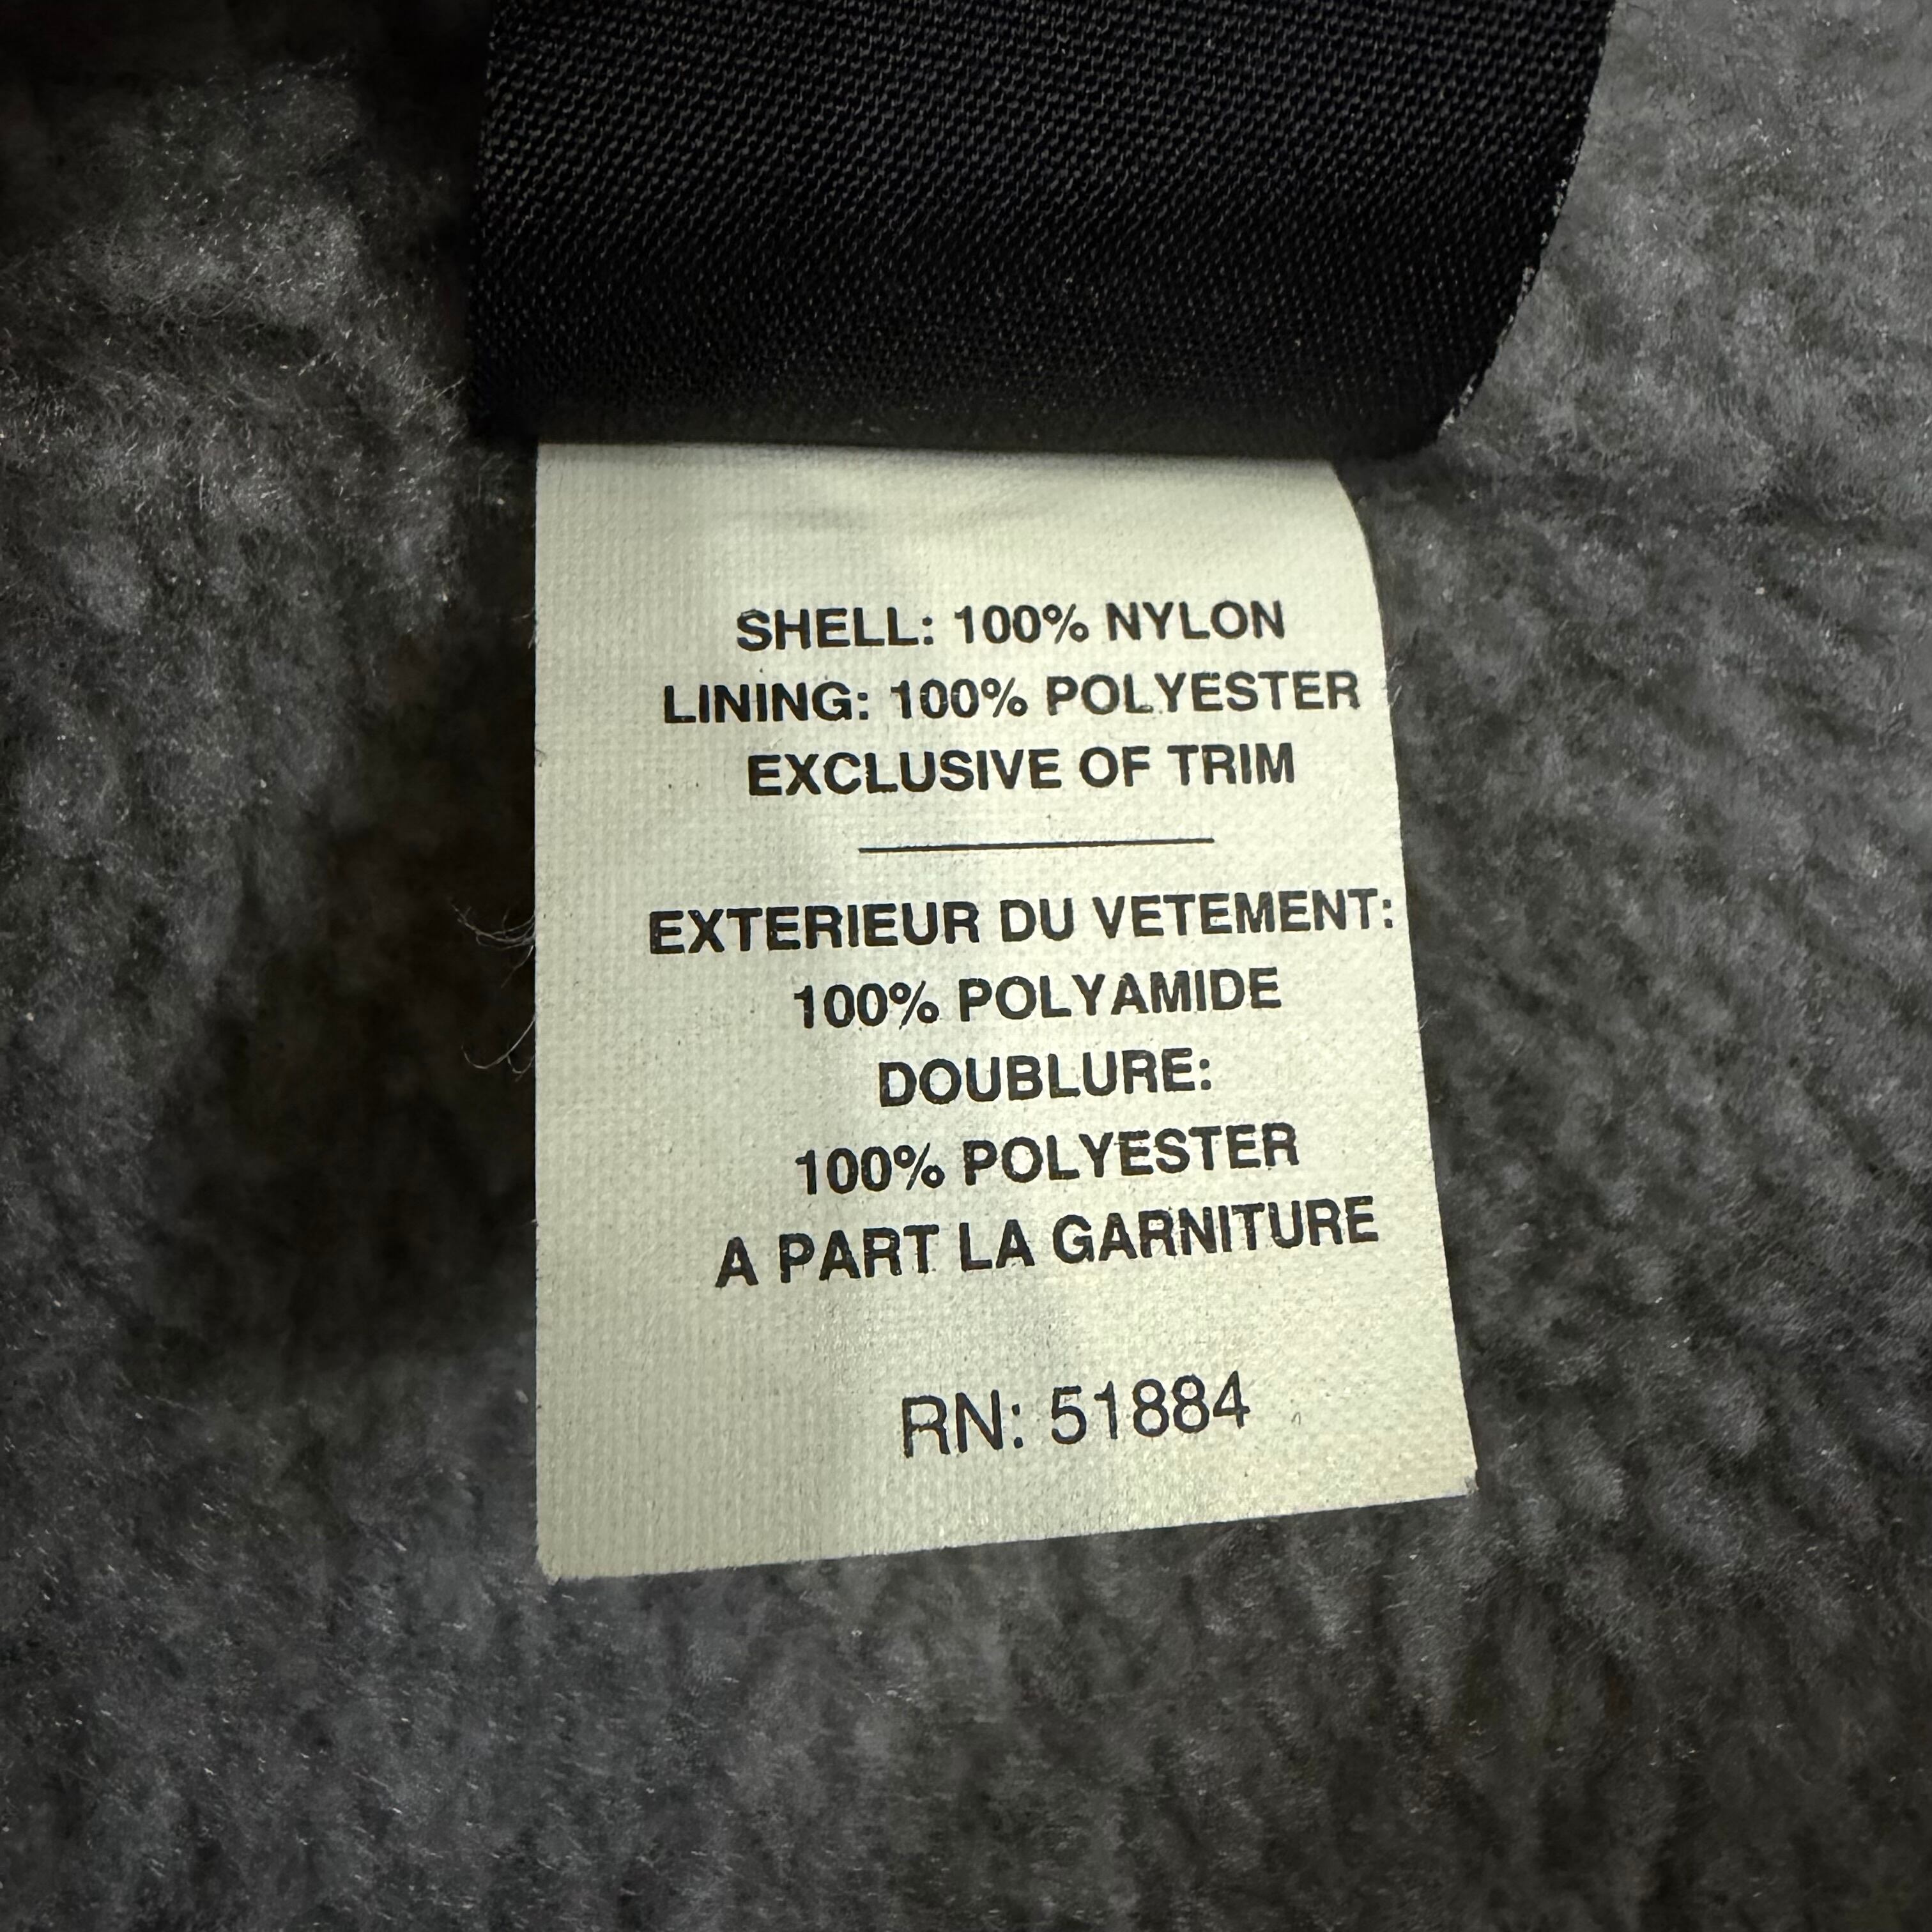 SHELL: 100% NYLON
LINING: 100% POLYESTER
EXCLUSIVE OF TRIM
EXTERIEUR DU VETEMENT:
100% POLYAMIDE
DOUBLURE:
100% POLYESTER
A PART LA GARNITURE
RN: 51884